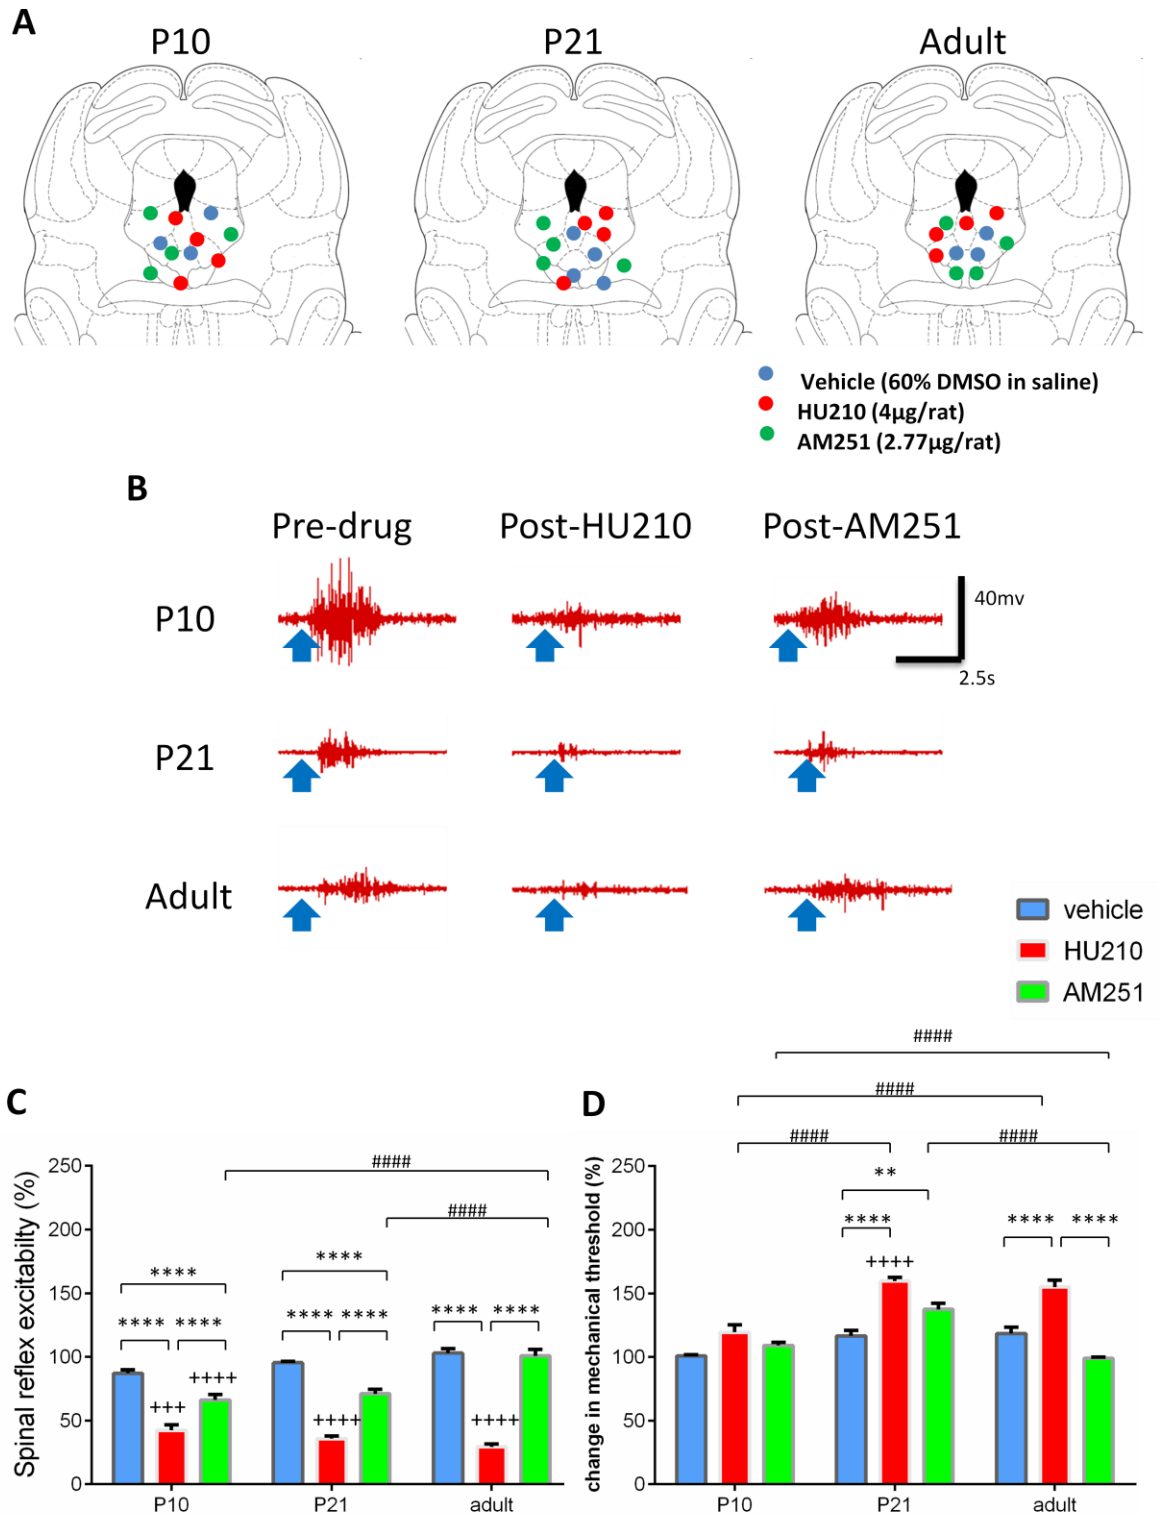 A
P10 P21 Adult
Vehicle (60% DMSO in saline)
HU210 (4µg/rat)
AM251 (2.77µg/rat)
B
Pre-drug Post-HU210 Post-AM251
P10
40mv
2.5s
P21
Adult
vehicle
HU210
AM251
C
Spinal reflex excitabilty (%)
250
200
150
100
50
0
####
####
****
****
**** ****
**** ****
**** ****
+++
++++
++++
++++
P10 P21 adult
D
change in mechanical threshold (%)
250
200
150
100
50
0
####
####
#### ####
**
****
**** ****
++++
P10 P21 adult